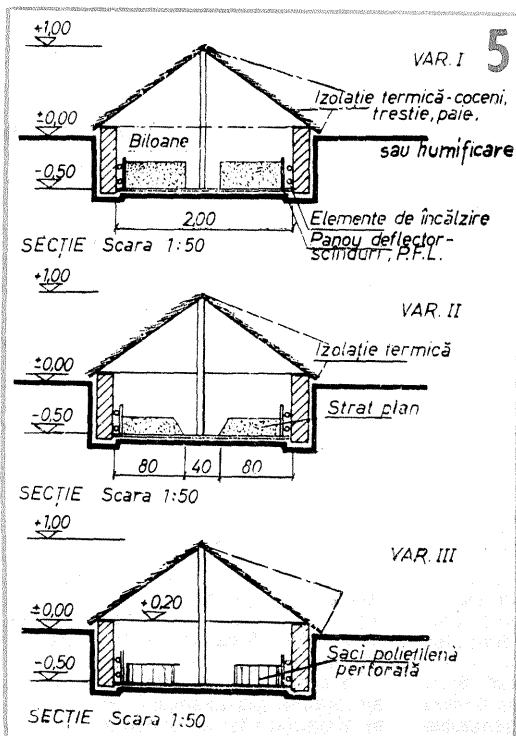 5
+1,00
VAR. I
Izolație termică-coceni,
trestie, paie.
±0,00
sau humificare
Biloane
-0,50
2,00
Elemente de încălzire
Panou deflector-
scînduri, P.F.L.
SECȚIE Scara 1:50
+1,00
VAR. II
Izolație termică
±0,00
Strat plan
-0,50
80 40 80
SECȚIE Scara 1:50
+1,00
VAR. III
±0,00
+0,20
Saci polietilenă
perforată
-0,50
SECȚIE Scara 1:50